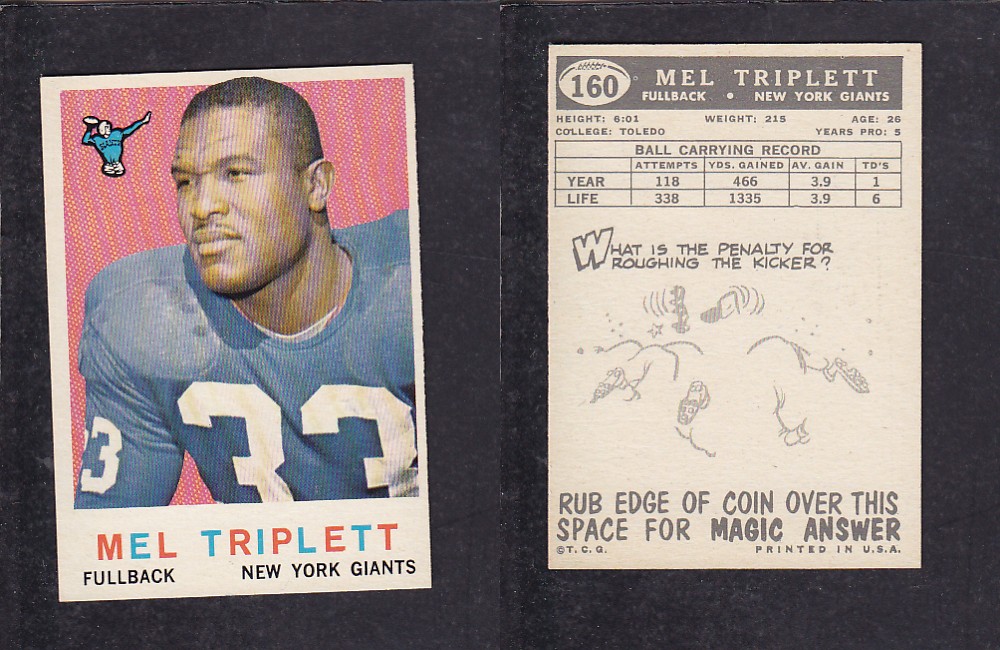 33
3
MEL TRIPLETT
FULLBACK NEW YORK GIANTS
160 MEL TRIPLETT
FULLBACK • NEW YORK GIANTS
HEIGHT: 6:01 WEIGHT: 215 AGE: 26
COLLEGE: TOLEDO YEARS PRO: 5
BALL CARRYING RECORD
ATTEMPTS YDS. GAINED AV. GAIN TD'S
YEAR 118 466 3.9 1
LIFE 338 1335 3.9 6
WHAT IS THE PENALTY FOR
ROUGHING THE KICKER?
RUB EDGE OF COIN OVER THIS
SPACE FOR MAGIC ANSWER
©T.C.G. PRINTED IN U.S.A.